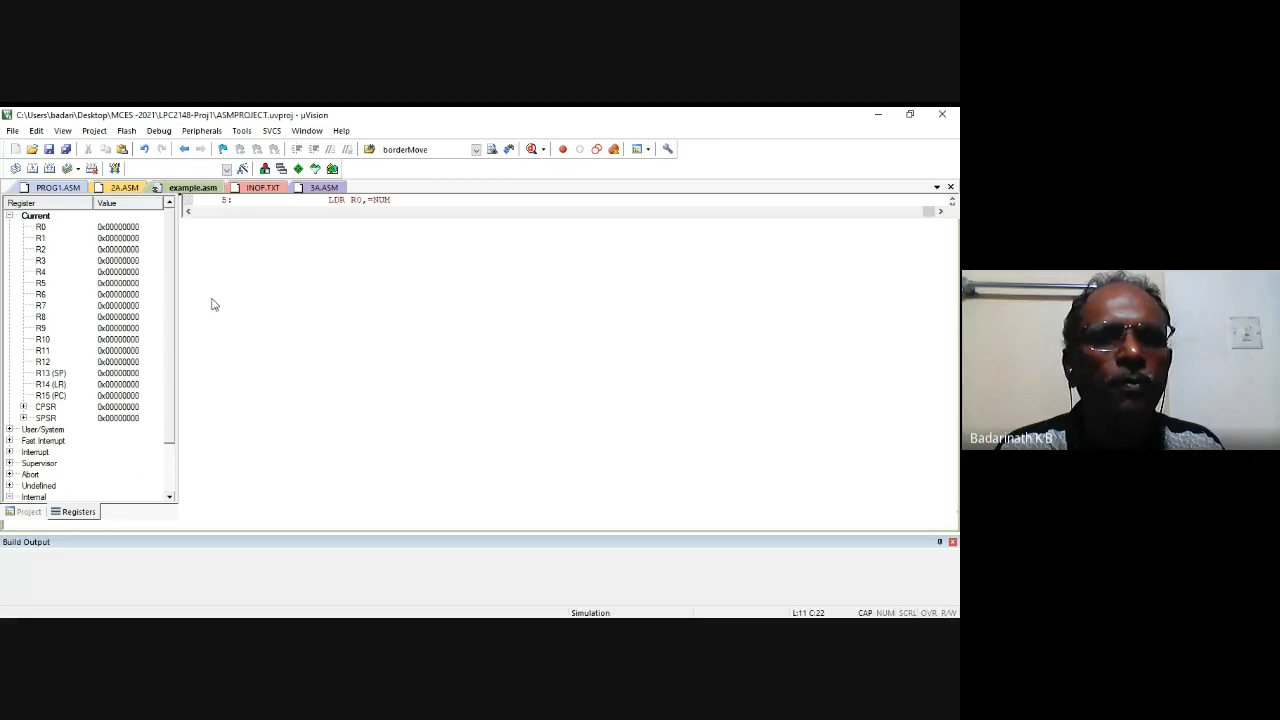 C:\Users\badari\Desktop\MCES -2021\LPC2148-Proj1\ASMPROJECT.uvproj - µVision
File Edit View Project Flash Debug Peripherals Tools SVCS Window Help
borderMove
PROG1.ASM 2A.ASM example.asm INOF.TXT 3A.ASM
Register Value
5: LDR R0,=NUM
Current
R0 0x00000000
R1 0x00000000
R2 0x00000000
R3 0x00000000
R4 0x00000000
R5 0x00000000
R6 0x00000000
R7 0x00000000
R8 0x00000000
R9 0x00000000
R10 0x00000000
R11 0x00000000
R12 0x00000000
R13 (SP) 0x00000000
R14 (LR) 0x00000000
R15 (PC) 0x00000000
CPSR 0x00000000
SPSR 0x00000000
User/System
Fast Interrupt
Interrupt
Supervisor
Abort
Undefined
Internal
Project Registers
Build Output
Simulation L:11 C:22 CAP NUM SCRL OVR R/W
Badarinath K B